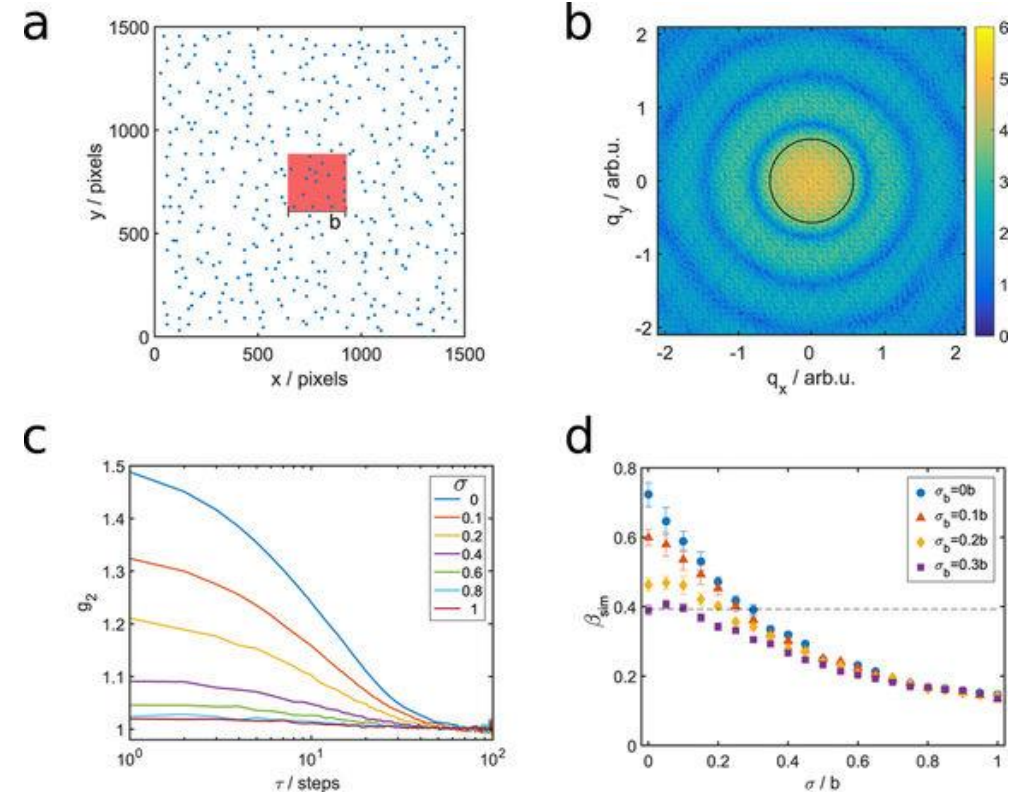 a
1500
1000
500
0
y / pixels
b
0
500
1000
1500
x / pixels
b
2
1
0
-1
-2
q_y / arb.u.
-2
-1
0
1
2
q_x / arb.u.
6
5
4
3
2
1
0
c
1.5
1.4
1.3
1.2
1.1
1
g_2
σ
0
0.1
0.2
0.4
0.6
0.8
1
10^0
10^1
10^2
τ / steps
d
0.8
0.6
0.4
0.2
0
β_sim
σ_b=0b
σ_b=0.1b
σ_b=0.2b
σ_b=0.3b
0
0.2
0.4
0.6
0.8
1
σ / b